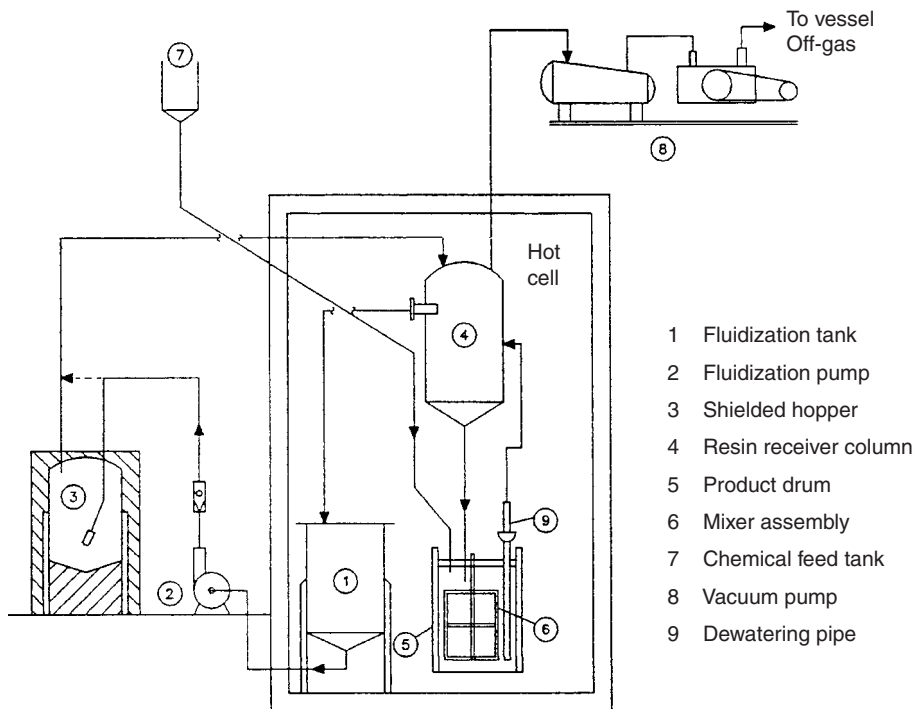 To vessel
Off-gas
7
8
Hot
cell
4
3
9
2
1
5
6
1 Fluidization tank
2 Fluidization pump
3 Shielded hopper
4 Resin receiver column
5 Product drum
6 Mixer assembly
7 Chemical feed tank
8 Vacuum pump
9 Dewatering pipe